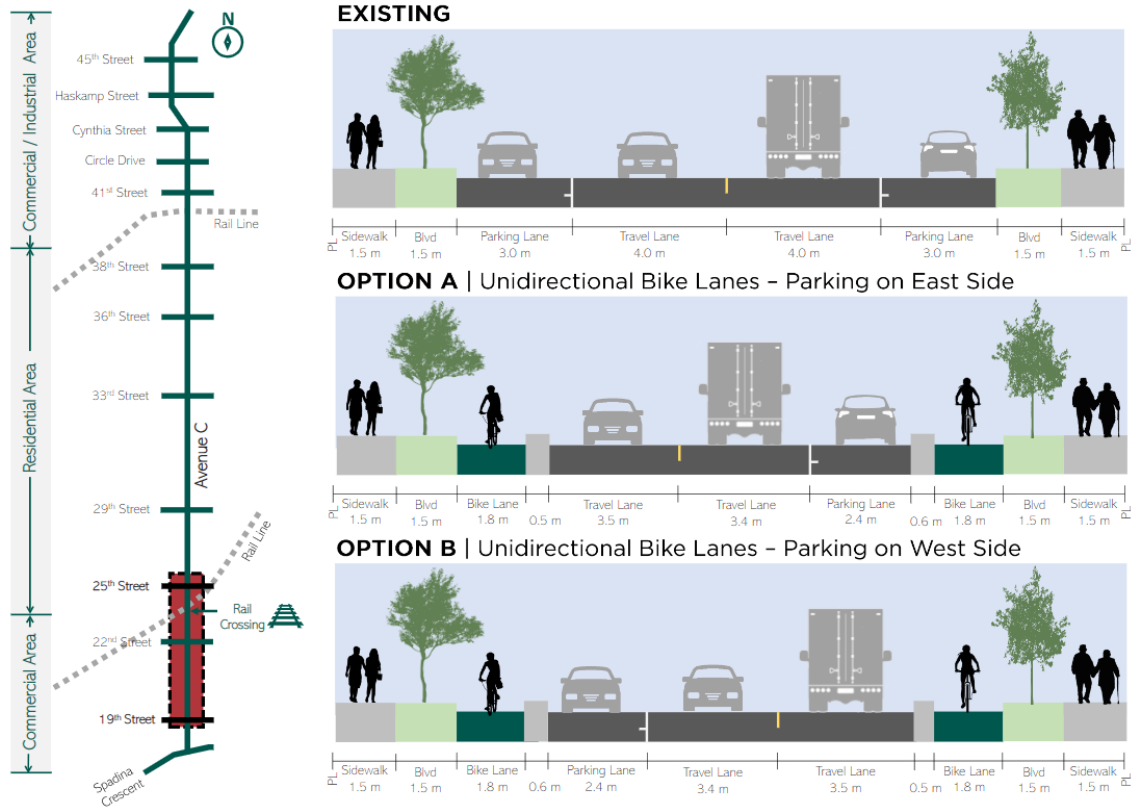 N
Commercial / Industrial Area
Residential Area
Commercial Area
45th Street
Haskamp Street
Cynthia Street
Circle Drive
41st Street
Rail Line
38th Street
36th Street
33rd Street
Avenue C
29th Street
Rail Line
25th Street
Rail
Crossing
22nd Street
19th Street
Spadina
Crescent
EXISTING
PL Sidewalk Blvd Parking Lane Travel Lane Travel Lane Parking Lane Blvd Sidewalk PL
1.5 m 1.5 m 3.0 m 4.0 m 4.0 m 3.0 m 1.5 m 1.5 m
OPTION A | Unidirectional Bike Lanes – Parking on East Side
PL Sidewalk Blvd Bike Lane Travel Lane Travel Lane Parking Lane Bike Lane Blvd Sidewalk PL
1.5 m 1.5 m 1.8 m 0.5 m 3.5 m 3.4 m 2.4 m 0.6 m 1.8 m 1.5 m 1.5 m
OPTION B | Unidirectional Bike Lanes – Parking on West Side
PL Sidewalk Blvd Bike Lane Parking Lane Travel Lane Travel Lane Bike Lane Blvd Sidewalk PL
1.5 m 1.5 m 1.8 m 0.6 m 2.4 m 3.4 m 3.5 m 0.5 m 1.8 m 1.5 m 1.5 m